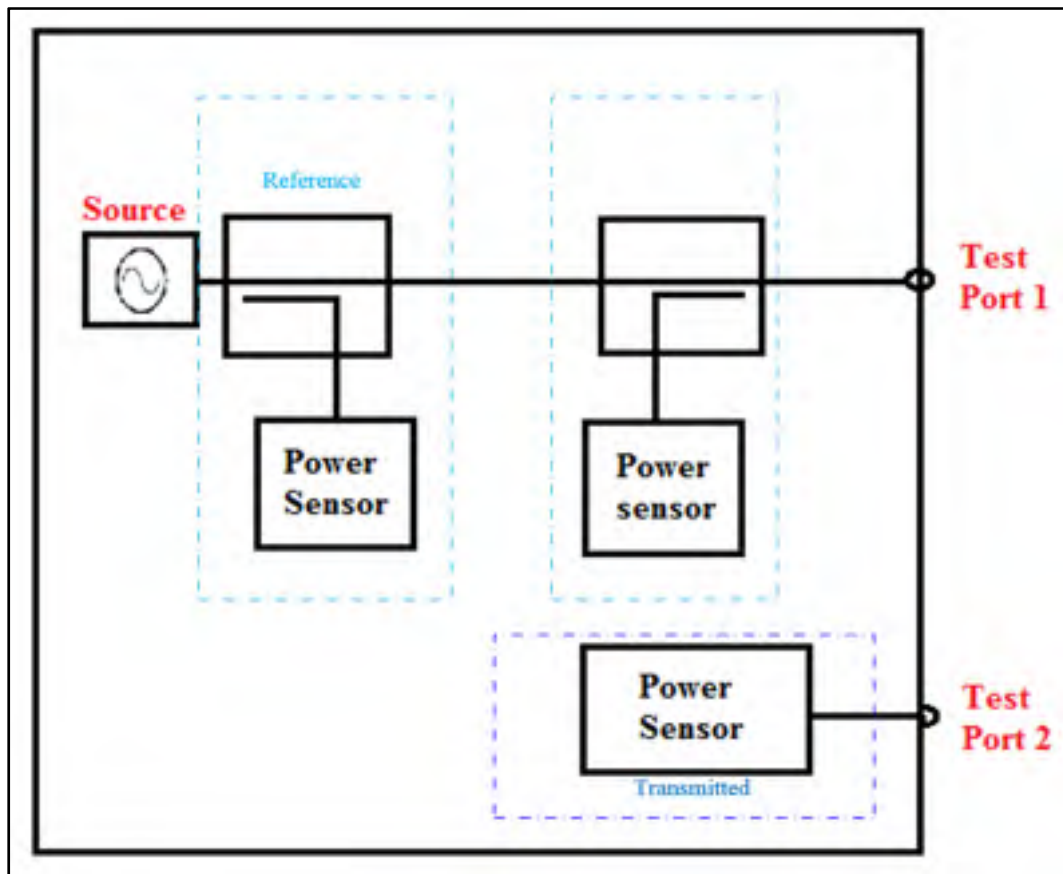 Reference
Source
Test
Port 1
Power
Sensor
Power
sensor
Power
Sensor
Transmitted
Test
Port 2